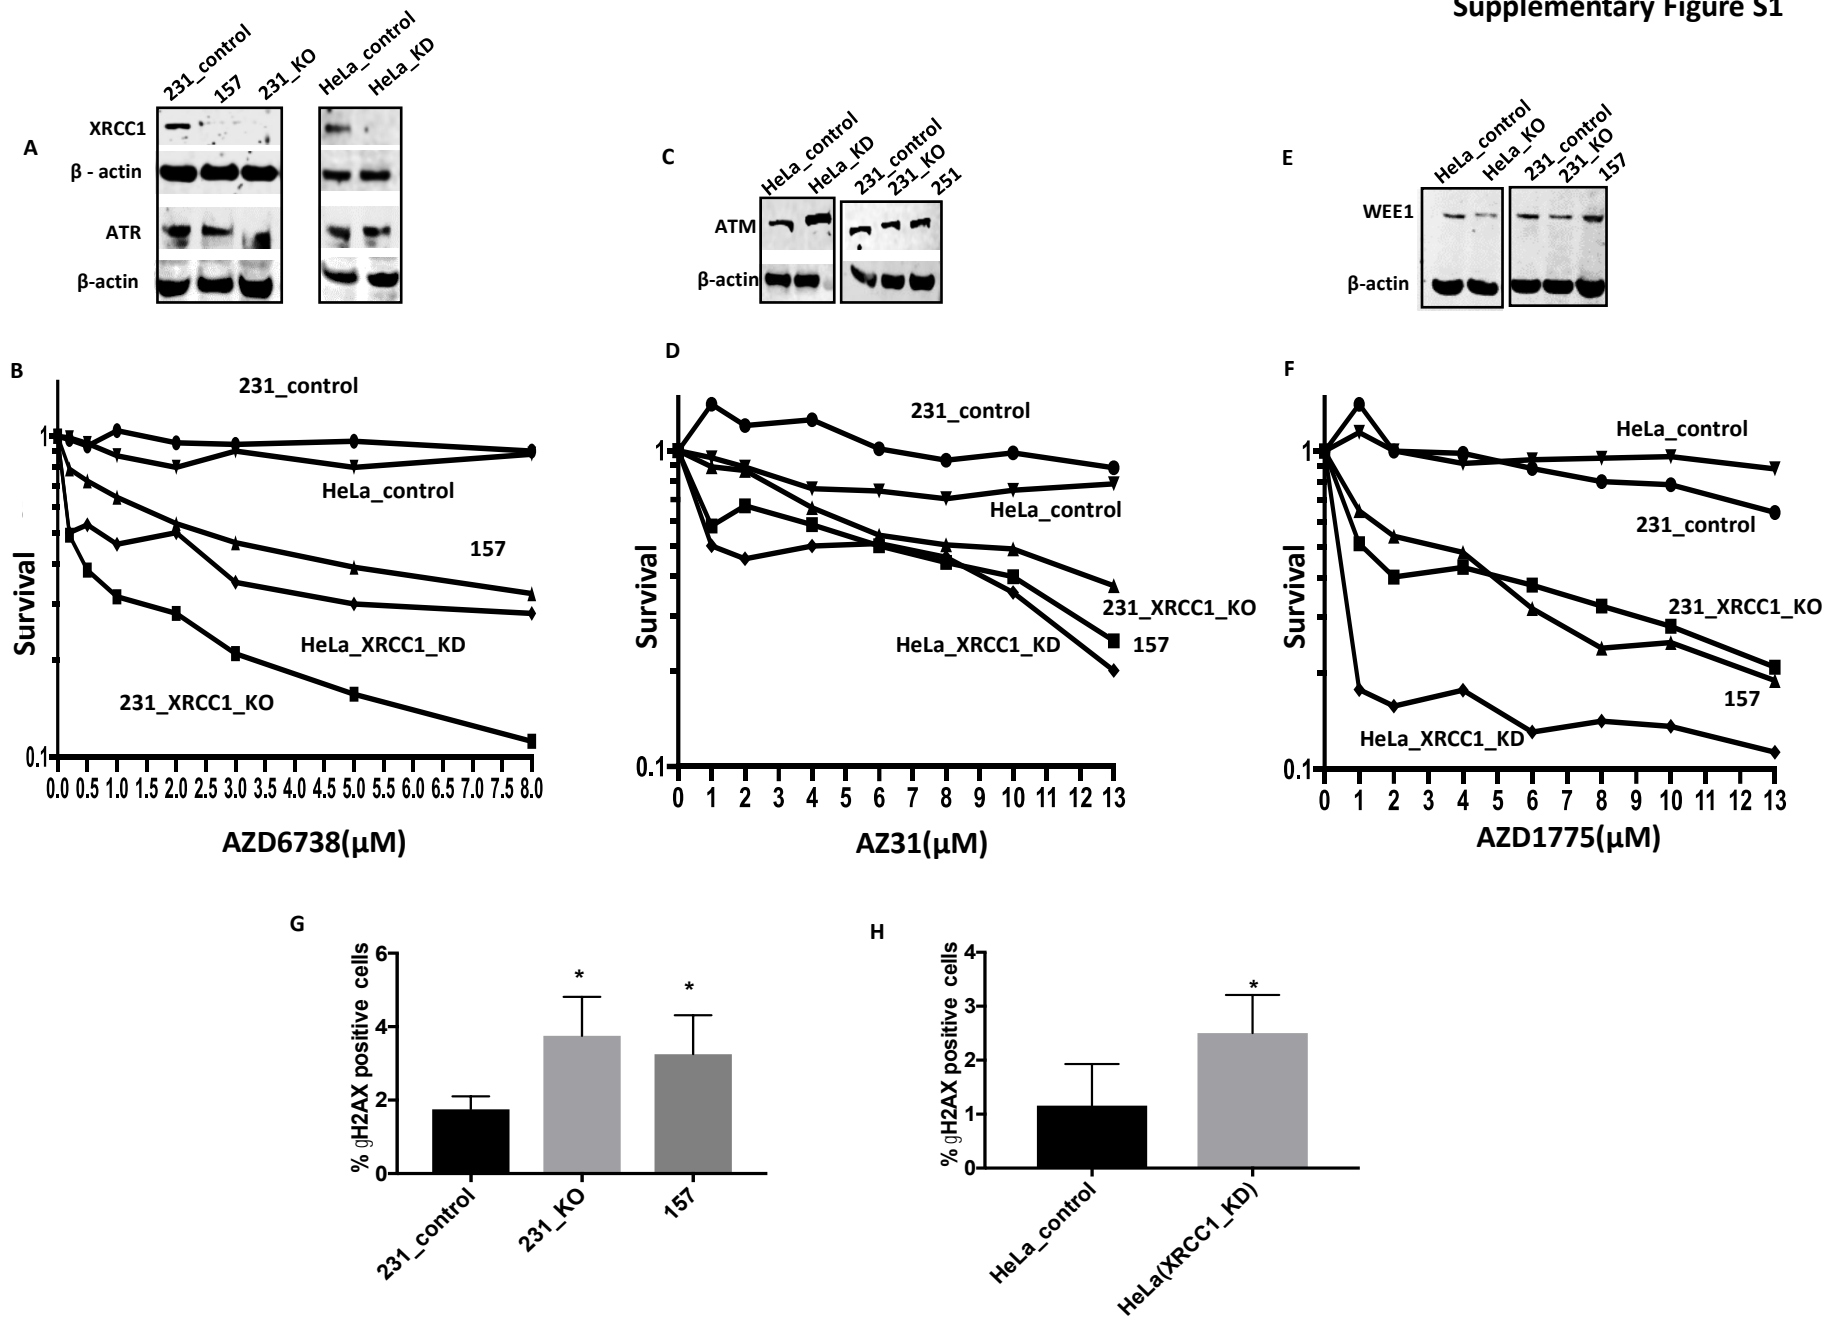 Supplementary Figure S1
A
231_control
157
231_KO
HeLa_control
HeLa_KD
XRCC1
β - actin
ATR
β-actin
C
HeLa_control
HeLa_KD
231_control
231_KO
251
ATM
β-actin
E
HeLa_control
HeLa_KO
231_control
231_KO
157
WEE1
β-actin
B
231_control
HeLa_control
157
HeLa_XRCC1_KD
231_XRCC1_KO
Survival
1
0.1
0.0 0.5 1.0 1.5 2.0 2.5 3.0 3.5 4.0 4.5 5.0 5.5 6.0 6.5 7.0 7.5 8.0
AZD6738(μM)
D
231_control
HeLa_control
231_XRCC1_KO
HeLa_XRCC1_KD
157
Survival
1
0.1
0 1 2 3 4 5 6 7 8 9 10 11 12 13
AZ31(μM)
F
HeLa_control
231_control
231_XRCC1_KO
157
HeLa_XRCC1_KD
Survival
1
0.1
0 1 2 3 4 5 6 7 8 9 10 11 12 13
AZD1775(μM)
G
% gH2AX positive cells
6
4
2
0
*
*
231_control
231_KO
157
H
% gH2AX positive cells
4
3
2
1
0
*
HeLa_control
HeLa(XRCC1_KD)